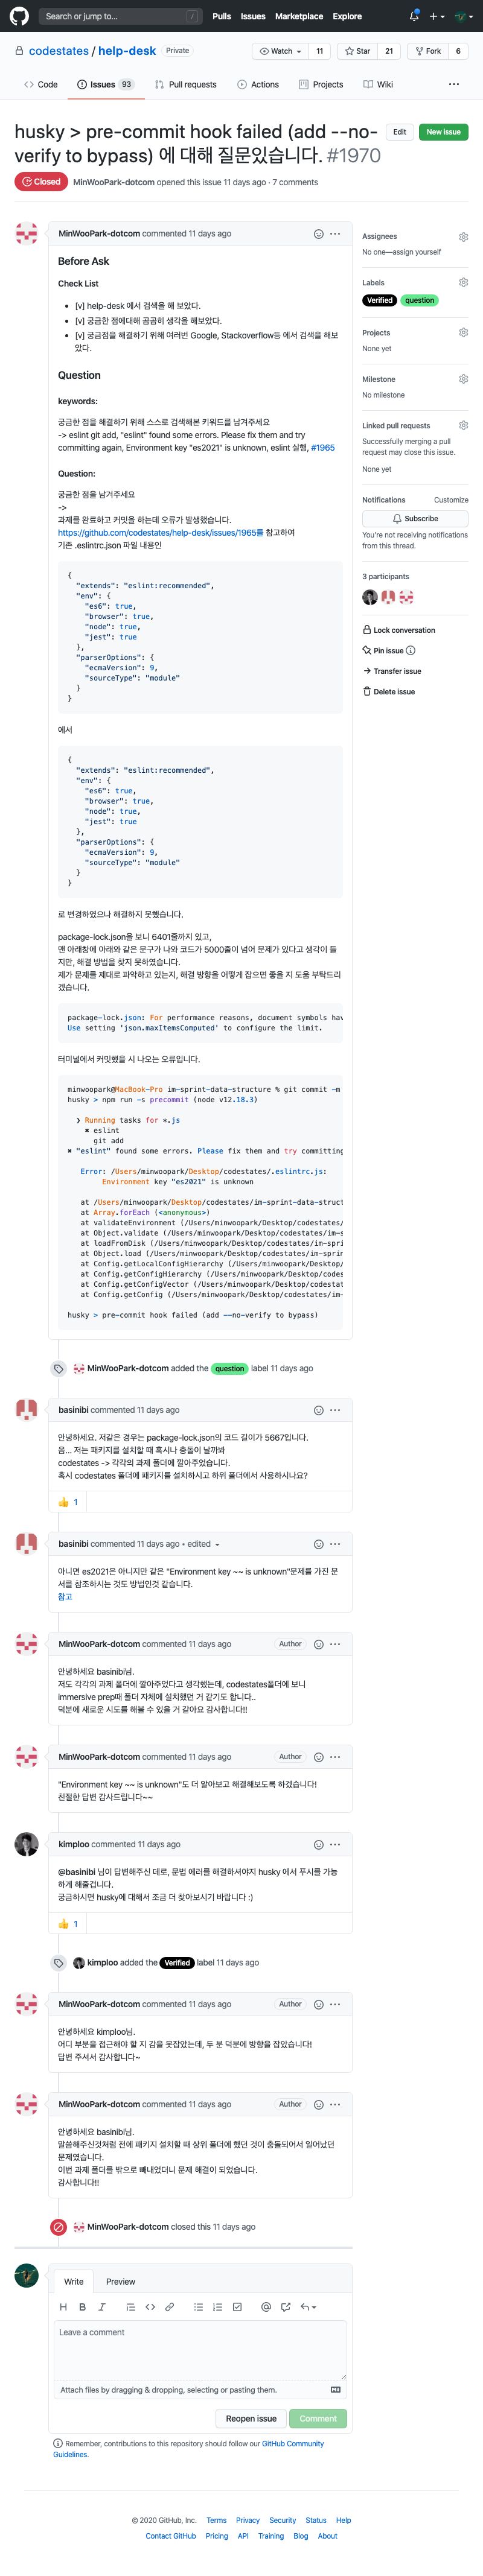 Search or jump to...
/
Pulls Issues Marketplace Explore
codestates / help-desk Private
Watch 11
Star 21
Fork 6
Code
Issues 93
Pull requests
Actions
Projects
Wiki
husky > pre-commit hook failed (add --no-
verify to bypass) 에 대해 질문있습니다. #1970
Edit
New issue
Closed MinWooPark-dotcom opened this issue 11 days ago · 7 comments
MinWooPark-dotcom commented 11 days ago
Before Ask
Check List
[v] help-desk 에서 검색을 해 보았다.
[v] 궁금한 점에대해 곰곰히 생각을 해보았다.
[v] 궁금점을 해결하기 위해 여러번 Google, Stackoverflow등 에서 검색을 해보
았다.
Question
keywords:
궁금한 점을 해결하기 위해 스스로 검색해본 키워드를 남겨주세요
-> eslint git add, "eslint" found some errors. Please fix them and try
committing again, Environment key "es2021" is unknown, eslint 실행, #1965
Question:
궁금한 점을 남겨주세요
->
과제를 완료하고 커밋을 하는데 오류가 발생했습니다.
https://github.com/codestates/help-desk/issues/1965를 참고하여
기존 .eslintrc.json 파일 내용인
{
"extends": "eslint:recommended",
"env": {
"es6": true,
"browser": true,
"node": true,
"jest": true
},
"parserOptions": {
"ecmaVersion": 9,
"sourceType": "module"
}
}
에서
{
"extends": "eslint:recommended",
"env": {
"es6": true,
"browser": true,
"node": true,
"jest": true
},
"parserOptions": {
"ecmaVersion": 9,
"sourceType": "module"
}
}
로 변경하였으나 해결하지 못했습니다.
package-lock.json을 보니 6401줄까지 있고,
맨 아래창에 아래와 같은 문구가 나와 코드가 5000줄이 넘어 문제가 있다고 생각이 들
지만, 해결 방법을 찾지 못하였습니다.
제가 문제를 제대로 파악하고 있는지, 해결 방향을 어떻게 잡으면 좋을 지 도움 부탁드리
겠습니다.
package-lock.json: For performance reasons, document symbols hav
Use setting 'json.maxItemsComputed' to configure the limit.
터미널에서 커밋했을 시 나오는 오류입니다.
minwoopark@MacBook-Pro im-sprint-data-structure % git commit -m
husky > npm run -s precommit (node v12.18.3)
❯ Running tasks for *.js
✖ eslint
git add
✖ "eslint" found some errors. Please fix them and try committing
Error: /Users/minwoopark/Desktop/codestates/.eslintrc.js:
Environment key "es2021" is unknown
at /Users/minwoopark/Desktop/codestates/im-sprint-data-struct
at Array.forEach (<anonymous>)
at validateEnvironment (/Users/minwoopark/Desktop/codestates/
at Object.validate (/Users/minwoopark/Desktop/codestates/im-s
at loadFromDisk (/Users/minwoopark/Desktop/codestates/im-spri
at Object.load (/Users/minwoopark/Desktop/codestates/im-sprin
at Config.getLocalConfigHierarchy (/Users/minwoopark/Desktop/
at Config.getConfigHierarchy (/Users/minwoopark/Desktop/codes
at Config.getConfigVector (/Users/minwoopark/Desktop/codestat
at Config.getConfig (/Users/minwoopark/Desktop/codestates/im-
husky > pre-commit hook failed (add --no-verify to bypass)
MinWooPark-dotcom added the question label 11 days ago
basinibi commented 11 days ago
안녕하세요. 저같은 경우는 package-lock.json의 코드 길이가 5667입니다.
음... 저는 패키지를 설치할 때 혹시나 충돌이 날까봐
codestates -> 각각의 과제 폴더에 깔아주었습니다.
혹시 codestates 폴더에 패키지를 설치하시고 하위 폴더에서 사용하시나요?
👍 1
basinibi commented 11 days ago • edited
아니면 es2021은 아니지만 같은 "Environment key ~~ is unknown"문제를 가진 문
서를 참조하시는 것도 방법인것 같습니다.
참고
MinWooPark-dotcom commented 11 days ago Author
안녕하세요 basinibi님.
저도 각각의 과제 폴더에 깔아주었다고 생각했는데, codestates폴더에 보니
immersive prep때 폴더 자체에 설치했던 거 같기도 합니다..
덕분에 새로운 시도를 해볼 수 있을 거 같아요 감사합니다!!
MinWooPark-dotcom commented 11 days ago Author
"Environment key ~~ is unknown"도 더 알아보고 해결해보도록 하겠습니다!
친절한 답변 감사드립니다~~
kimploo commented 11 days ago
@basinibi 님이 답변해주신 데로, 문법 에러를 해결하셔야지 husky 에서 푸시를 가능
하게 해줄겁니다.
궁금하시면 husky에 대해서 조금 더 찾아보시기 바랍니다 :)
👍 1
kimploo added the Verified label 11 days ago
MinWooPark-dotcom commented 11 days ago Author
안녕하세요 kimploo님.
어디 부분을 접근해야 할 지 감을 못잡았는데, 두 분 덕분에 방향을 잡았습니다!
답변 주셔서 감사합니다~
MinWooPark-dotcom commented 11 days ago Author
안녕하세요 basinibi님.
말씀해주신것처럼 전에 패키지 설치할 때 상위 폴더에 했던 것이 충돌되어서 일어났던
문제였습니다.
이번 과제 폴더를 밖으로 빼내었더니 문제 해결이 되었습니다.
감사합니다!!
MinWooPark-dotcom closed this 11 days ago
Write Preview
Leave a comment
Attach files by dragging & dropping, selecting or pasting them.
Reopen issue
Comment
Remember, contributions to this repository should follow our GitHub Community
Guidelines.
Assignees
No one—assign yourself
Labels
Verified question
Projects
None yet
Milestone
No milestone
Linked pull requests
Successfully merging a pull
request may close this issue.
None yet
Notifications Customize
Subscribe
You're not receiving notifications
from this thread.
3 participants
Lock conversation
Pin issue
Transfer issue
Delete issue
© 2020 GitHub, Inc. Terms Privacy Security Status Help
Contact GitHub Pricing API Training Blog About